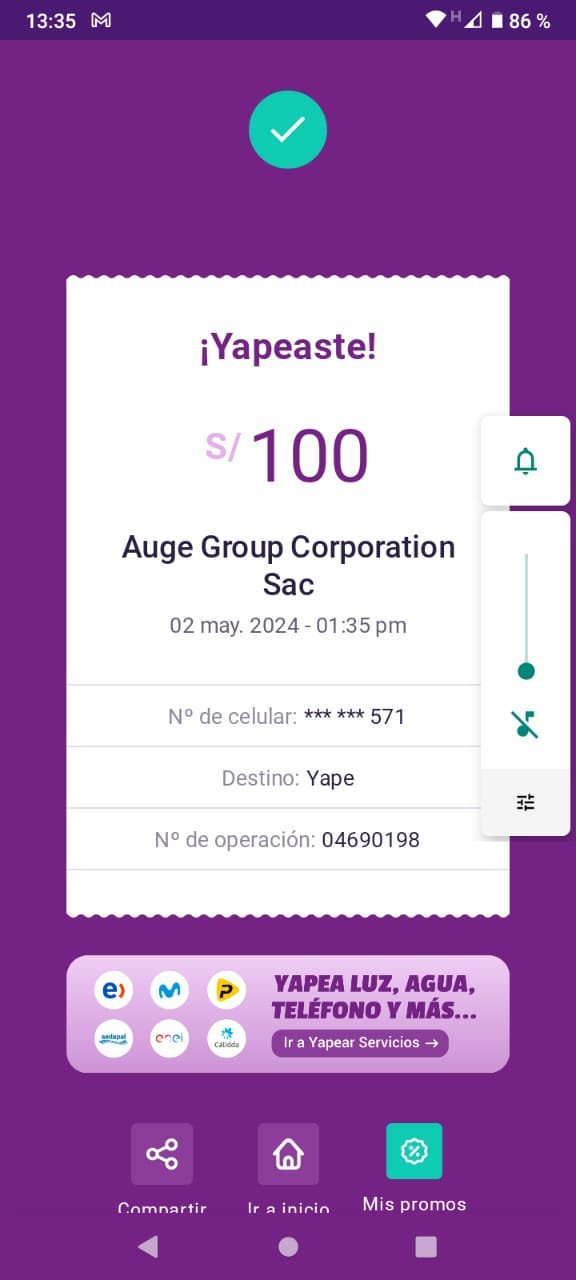 13:35
H
86 %
¡Yapeaste!
S/ 100
Auge Group Corporation
Sac
02 may. 2024 - 01:35 pm
Nº de celular: *** *** 571
Destino: Yape
Nº de operación: 04690198
e)
sedapal
enel
Cálidda
YAPEA LUZ, AGUA,
TELÉFONO Y MÁS...
Ir a Yapear Servicios →
Compartir
Ir a inicio
Mis promos